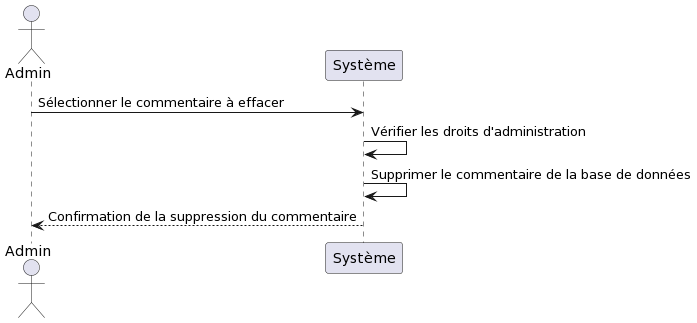 Admin
Système
Sélectionner le commentaire à effacer
Vérifier les droits d'administration
Supprimer le commentaire de la base de données
Confirmation de la suppression du commentaire
Admin
Système